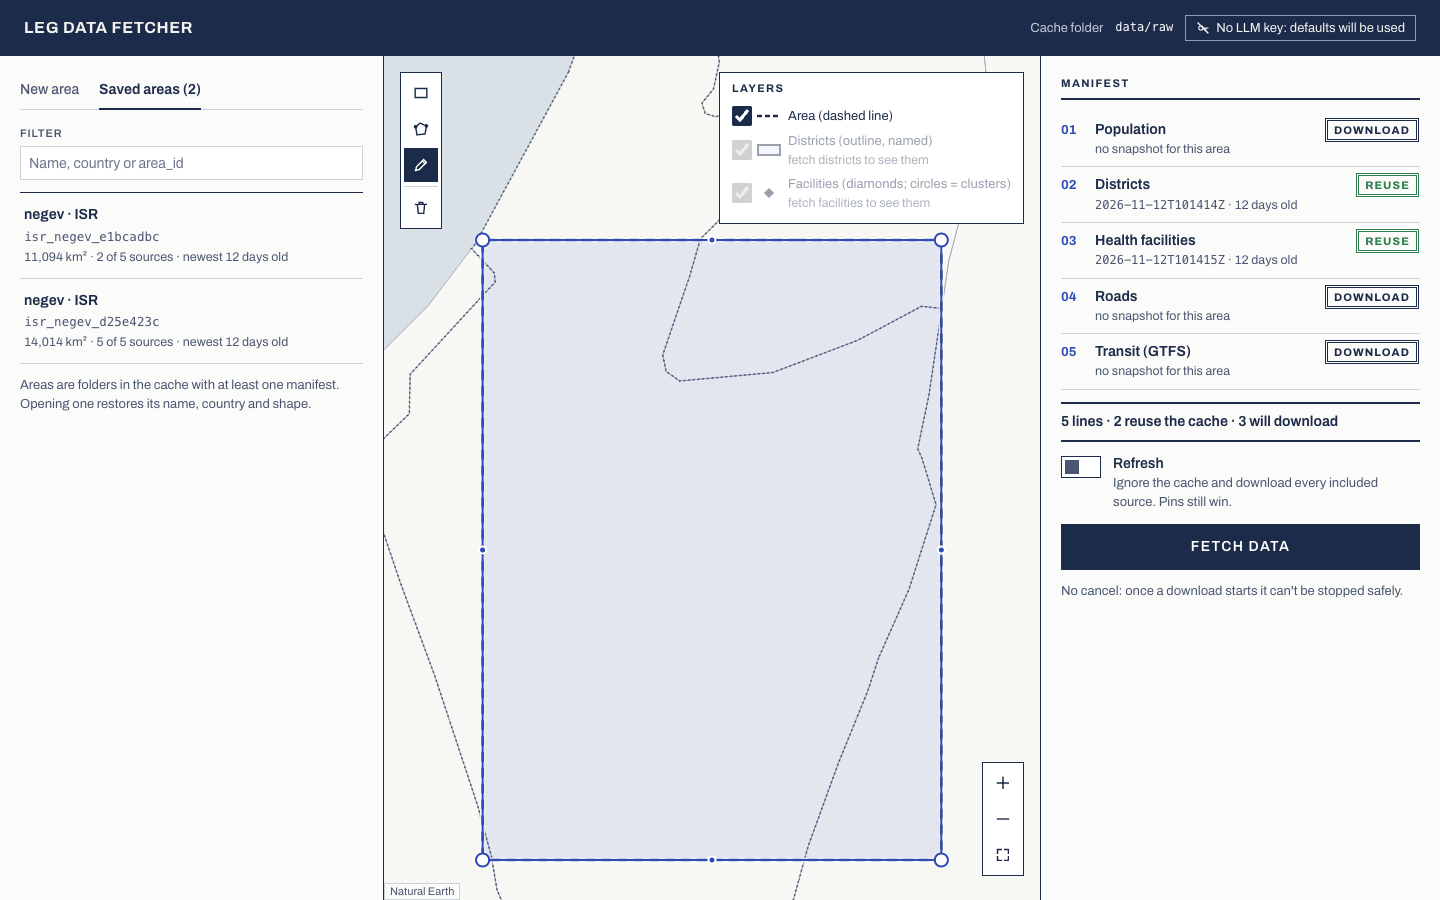 LEG DATA FETCHER
Cache folder data/raw No LLM key: defaults will be used
New area Saved areas (2)
FILTER
Name, country or area_id
negev · ISR
isr_negev_e1bcadbc
11,094 km² · 2 of 5 sources · newest 12 days old
negev · ISR
isr_negev_d25e423c
14,014 km² · 5 of 5 sources · newest 12 days old
Areas are folders in the cache with at least one manifest.
Opening one restores its name, country and shape.
LAYERS
Area (dashed line)
Districts (outline, named)
fetch districts to see them
Facilities (diamonds; circles = clusters)
fetch facilities to see them
Natural Earth
MANIFEST
01 Population DOWNLOAD
no snapshot for this area
02 Districts REUSE
2026-11-12T101414Z · 12 days old
03 Health facilities REUSE
2026-11-12T101415Z · 12 days old
04 Roads DOWNLOAD
no snapshot for this area
05 Transit (GTFS) DOWNLOAD
no snapshot for this area
5 lines · 2 reuse the cache · 3 will download
Refresh
Ignore the cache and download every included
source. Pins still win.
FETCH DATA
No cancel: once a download starts it can't be stopped safely.